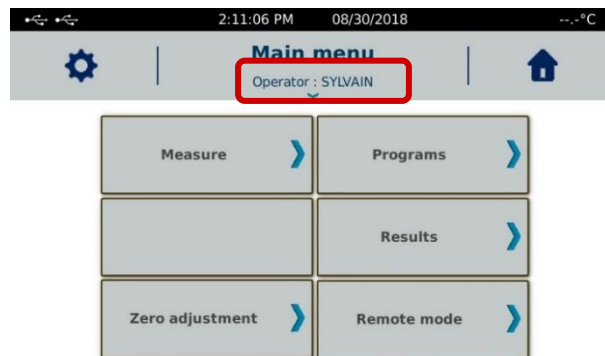 2:11:06 PM 08/30/2018 --.-°C
Main menu
Operator : SYLVAIN
Measure Programs
Results
Zero adjustment Remote mode